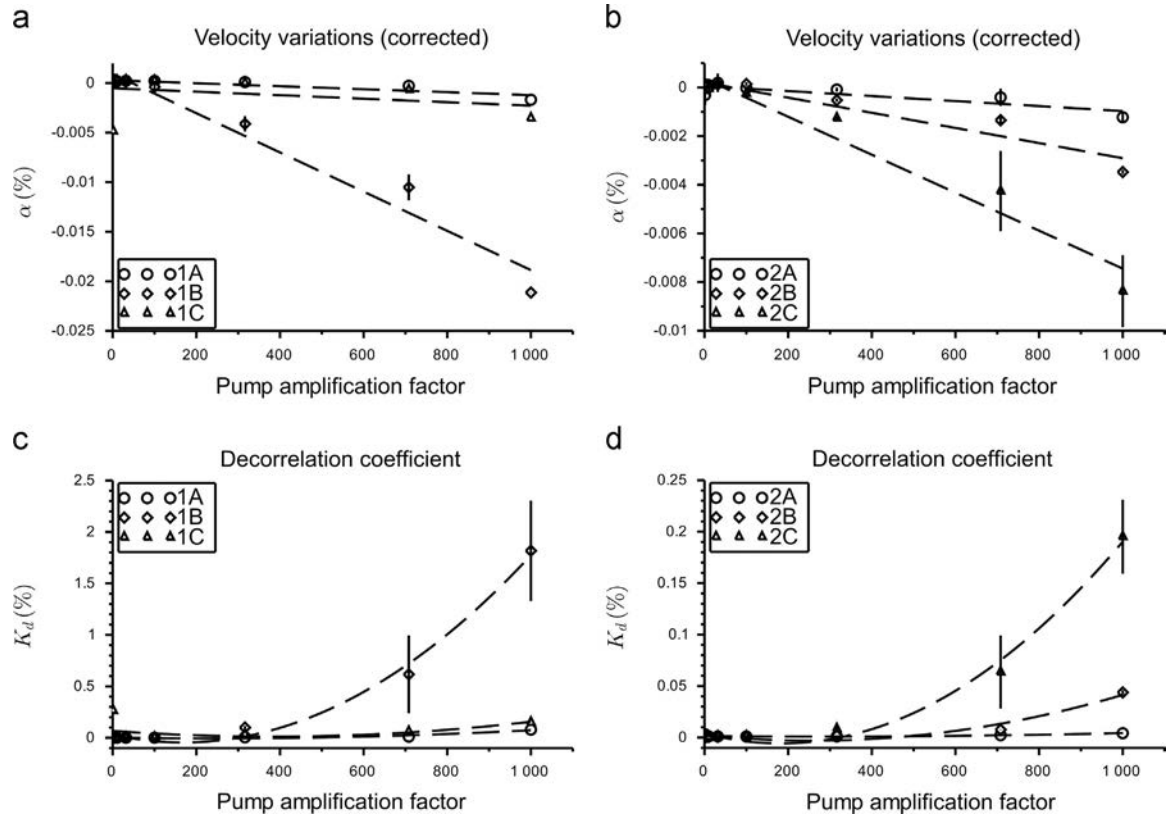 a
Velocity variations (corrected)
0
-0.005
-0.01
-0.015
-0.02
-0.025
α (%)
1A
1B
1C
0 200 400 600 800 1 000
Pump amplification factor
b
Velocity variations (corrected)
0
-0.002
-0.004
-0.006
-0.008
-0.01
α (%)
2A
2B
2C
0 200 400 600 800 1 000
Pump amplification factor
c
Decorrelation coefficient
2.5
2
1.5
1
0.5
0
K_d (%)
1A
1B
1C
0 200 400 600 800 1 000
Pump amplification factor
d
Decorrelation coefficient
0.25
0.2
0.15
0.1
0.05
0
K_d (%)
2A
2B
2C
0 200 400 600 800 1 000
Pump amplification factor